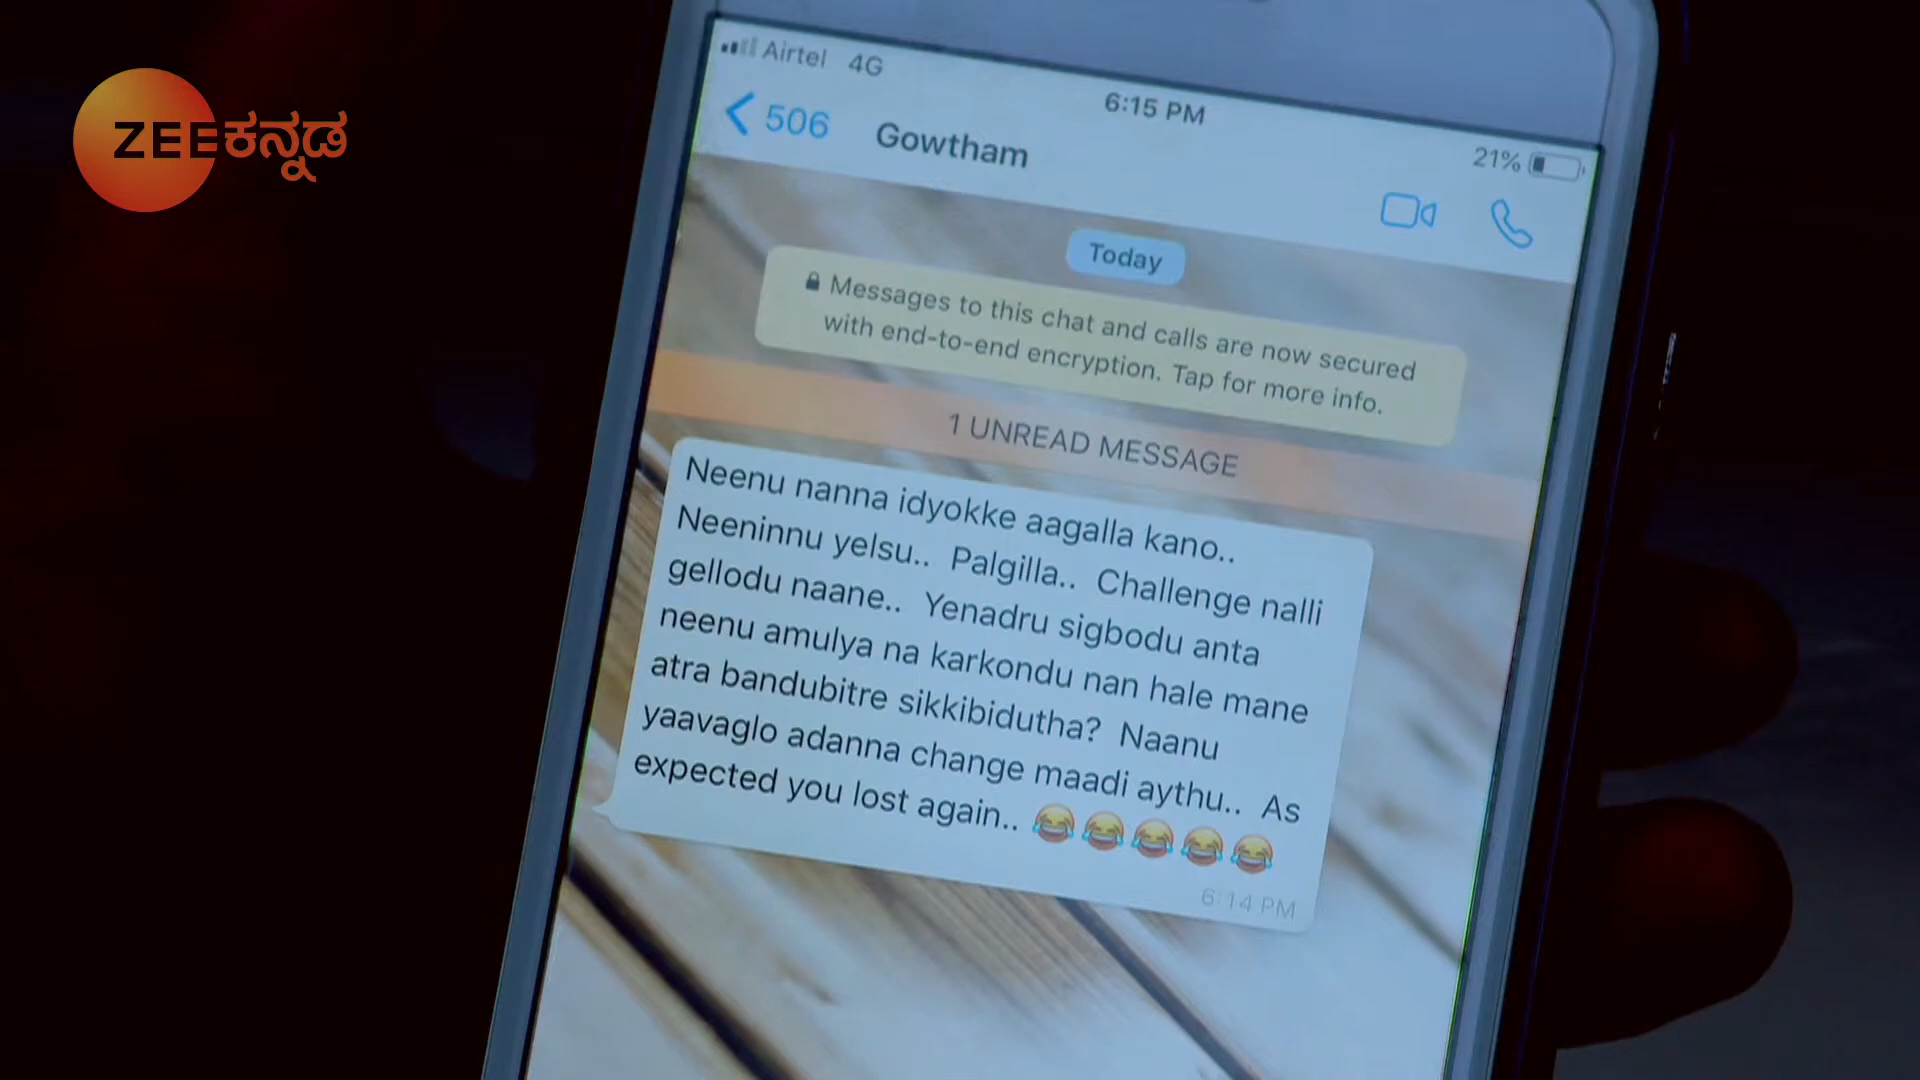 ZEEಕನ್ನಡ
Airtel 4G
6:15 PM
21%
506
Gowtham
Today
Messages to this chat and calls are now secured
with end-to-end encryption. Tap for more info.
1 UNREAD MESSAGE
Neenu nanna idyokke aagalla kano..
Neeninnu yelsu.. Palgilla.. Challenge nalli
gellodu naane.. Yenadru sigbodu anta
neenu amulya na karkondu nan hale mane
atra bandubitre sikkibidutha? Naanu
yaavaglo adanna change maadi aythu.. As
expected you lost again.. 😂😂😂😂😂
6:14 PM